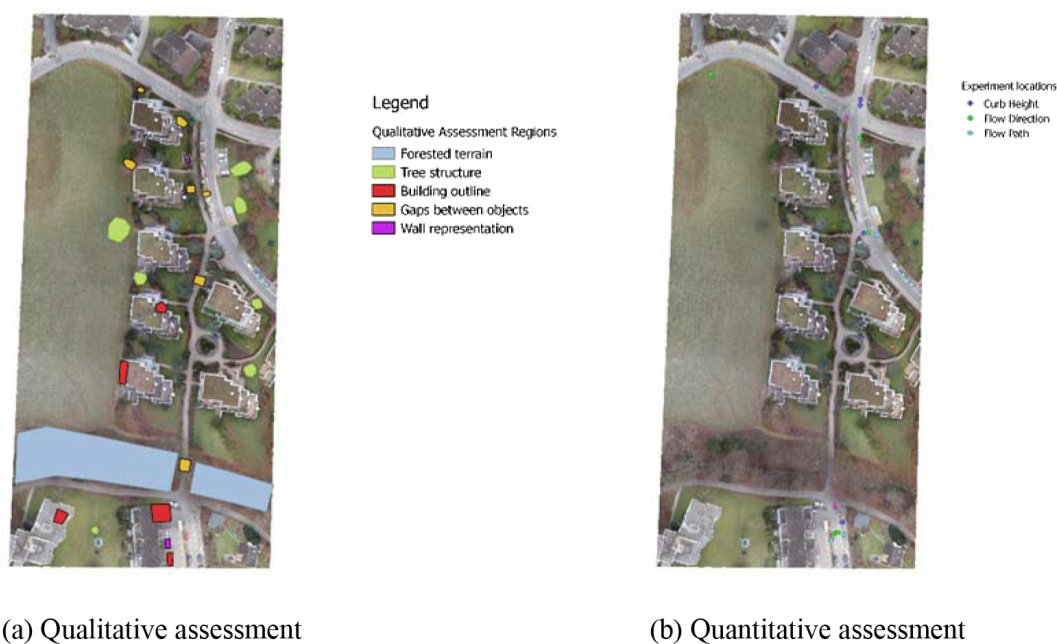 Legend
Qualitative Assessment Regions
Forested terrain
Tree structure
Building outline
Gaps between objects
Wall representation
Experiment locations
Curb Height
Flow Direction
Flow Path
(a) Qualitative assessment
(b) Quantitative assessment